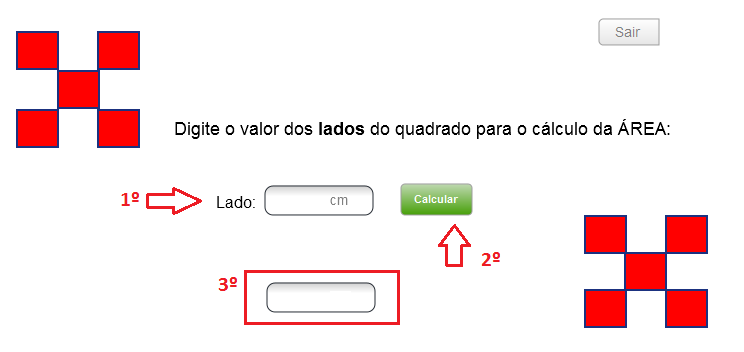 Sair
Digite o valor dos lados do quadrado para o cálculo da ÁREA:
1º Lado: cm Calcular
2º
3º